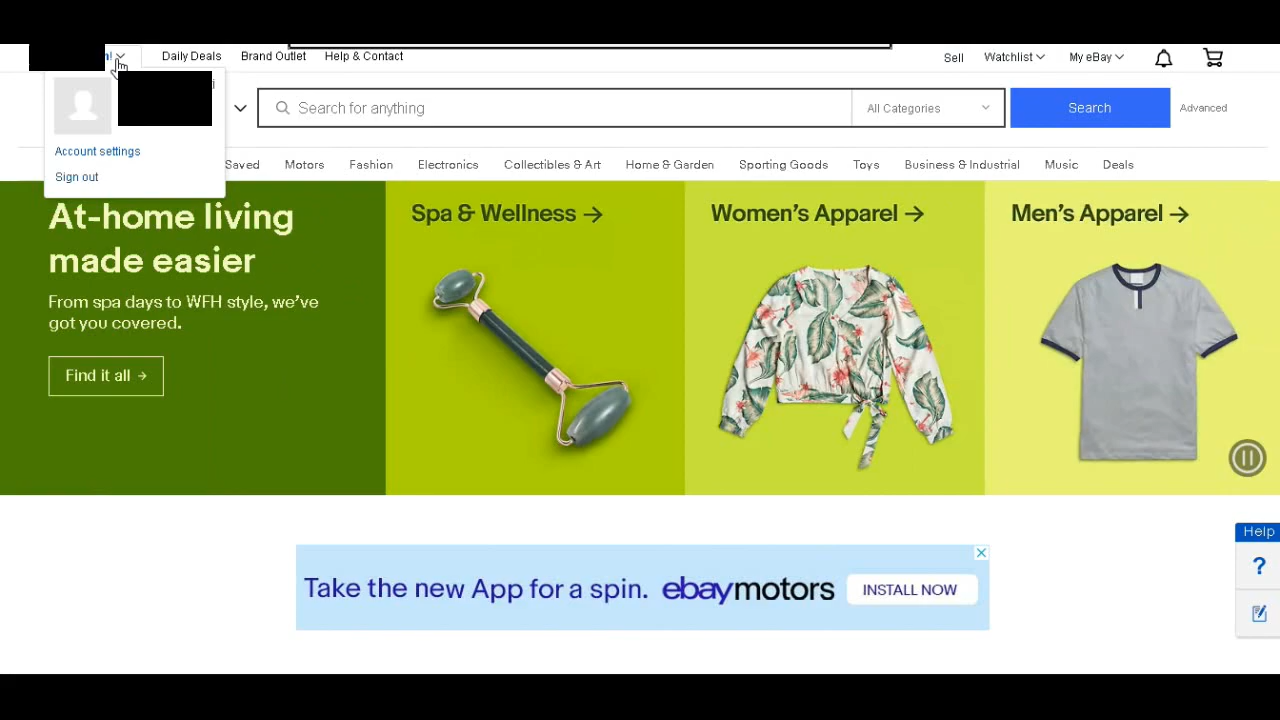 Daily Deals Brand Outlet Help & Contact Sell Watchlist My eBay
Search for anything All Categories Search Advanced
Account settings
Sign out
Saved Motors Fashion Electronics Collectibles & Art Home & Garden Sporting Goods Toys Business & Industrial Music Deals
At-home living
made easier
From spa days to WFH style, we've
got you covered.
Find it all →
Spa & Wellness →
Women's Apparel →
Men's Apparel →
Take the new App for a spin. ebaymotors INSTALL NOW
Help
?